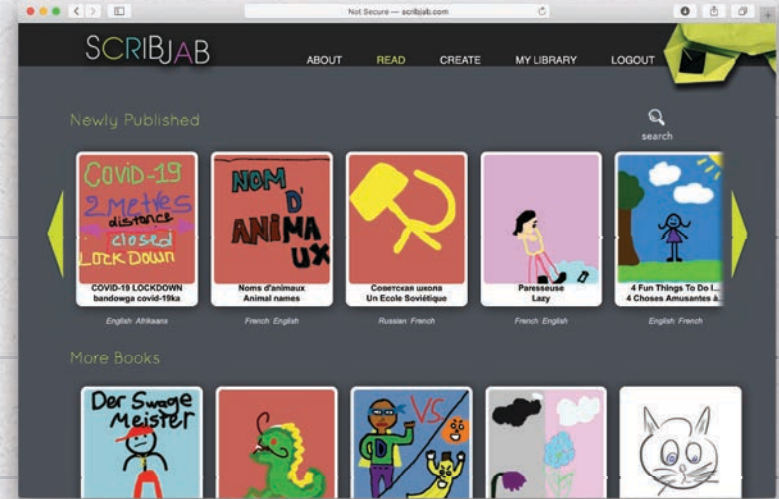 Not Secure — scribjab.com
SCRIBJAB
ABOUT
READ
CREATE
MY LIBRARY
LOGOUT
Newly Published
search
COVID-19
2 Metres
distance
closed
Lock Down
COVID-19 LOCKDOWN
bandowga covid-19ka
English Afrikaans
NOM
D'
ANiMA
UX
Noms d'animaux
Animal names
French English
Советская школа
Un Ecole Soviétique
Russian French
Paresseuse
Lazy
French English
4 Fun Things To Do I...
4 Choses Amusantes à...
English French
More Books
Der Swage
Meister
VS.
D